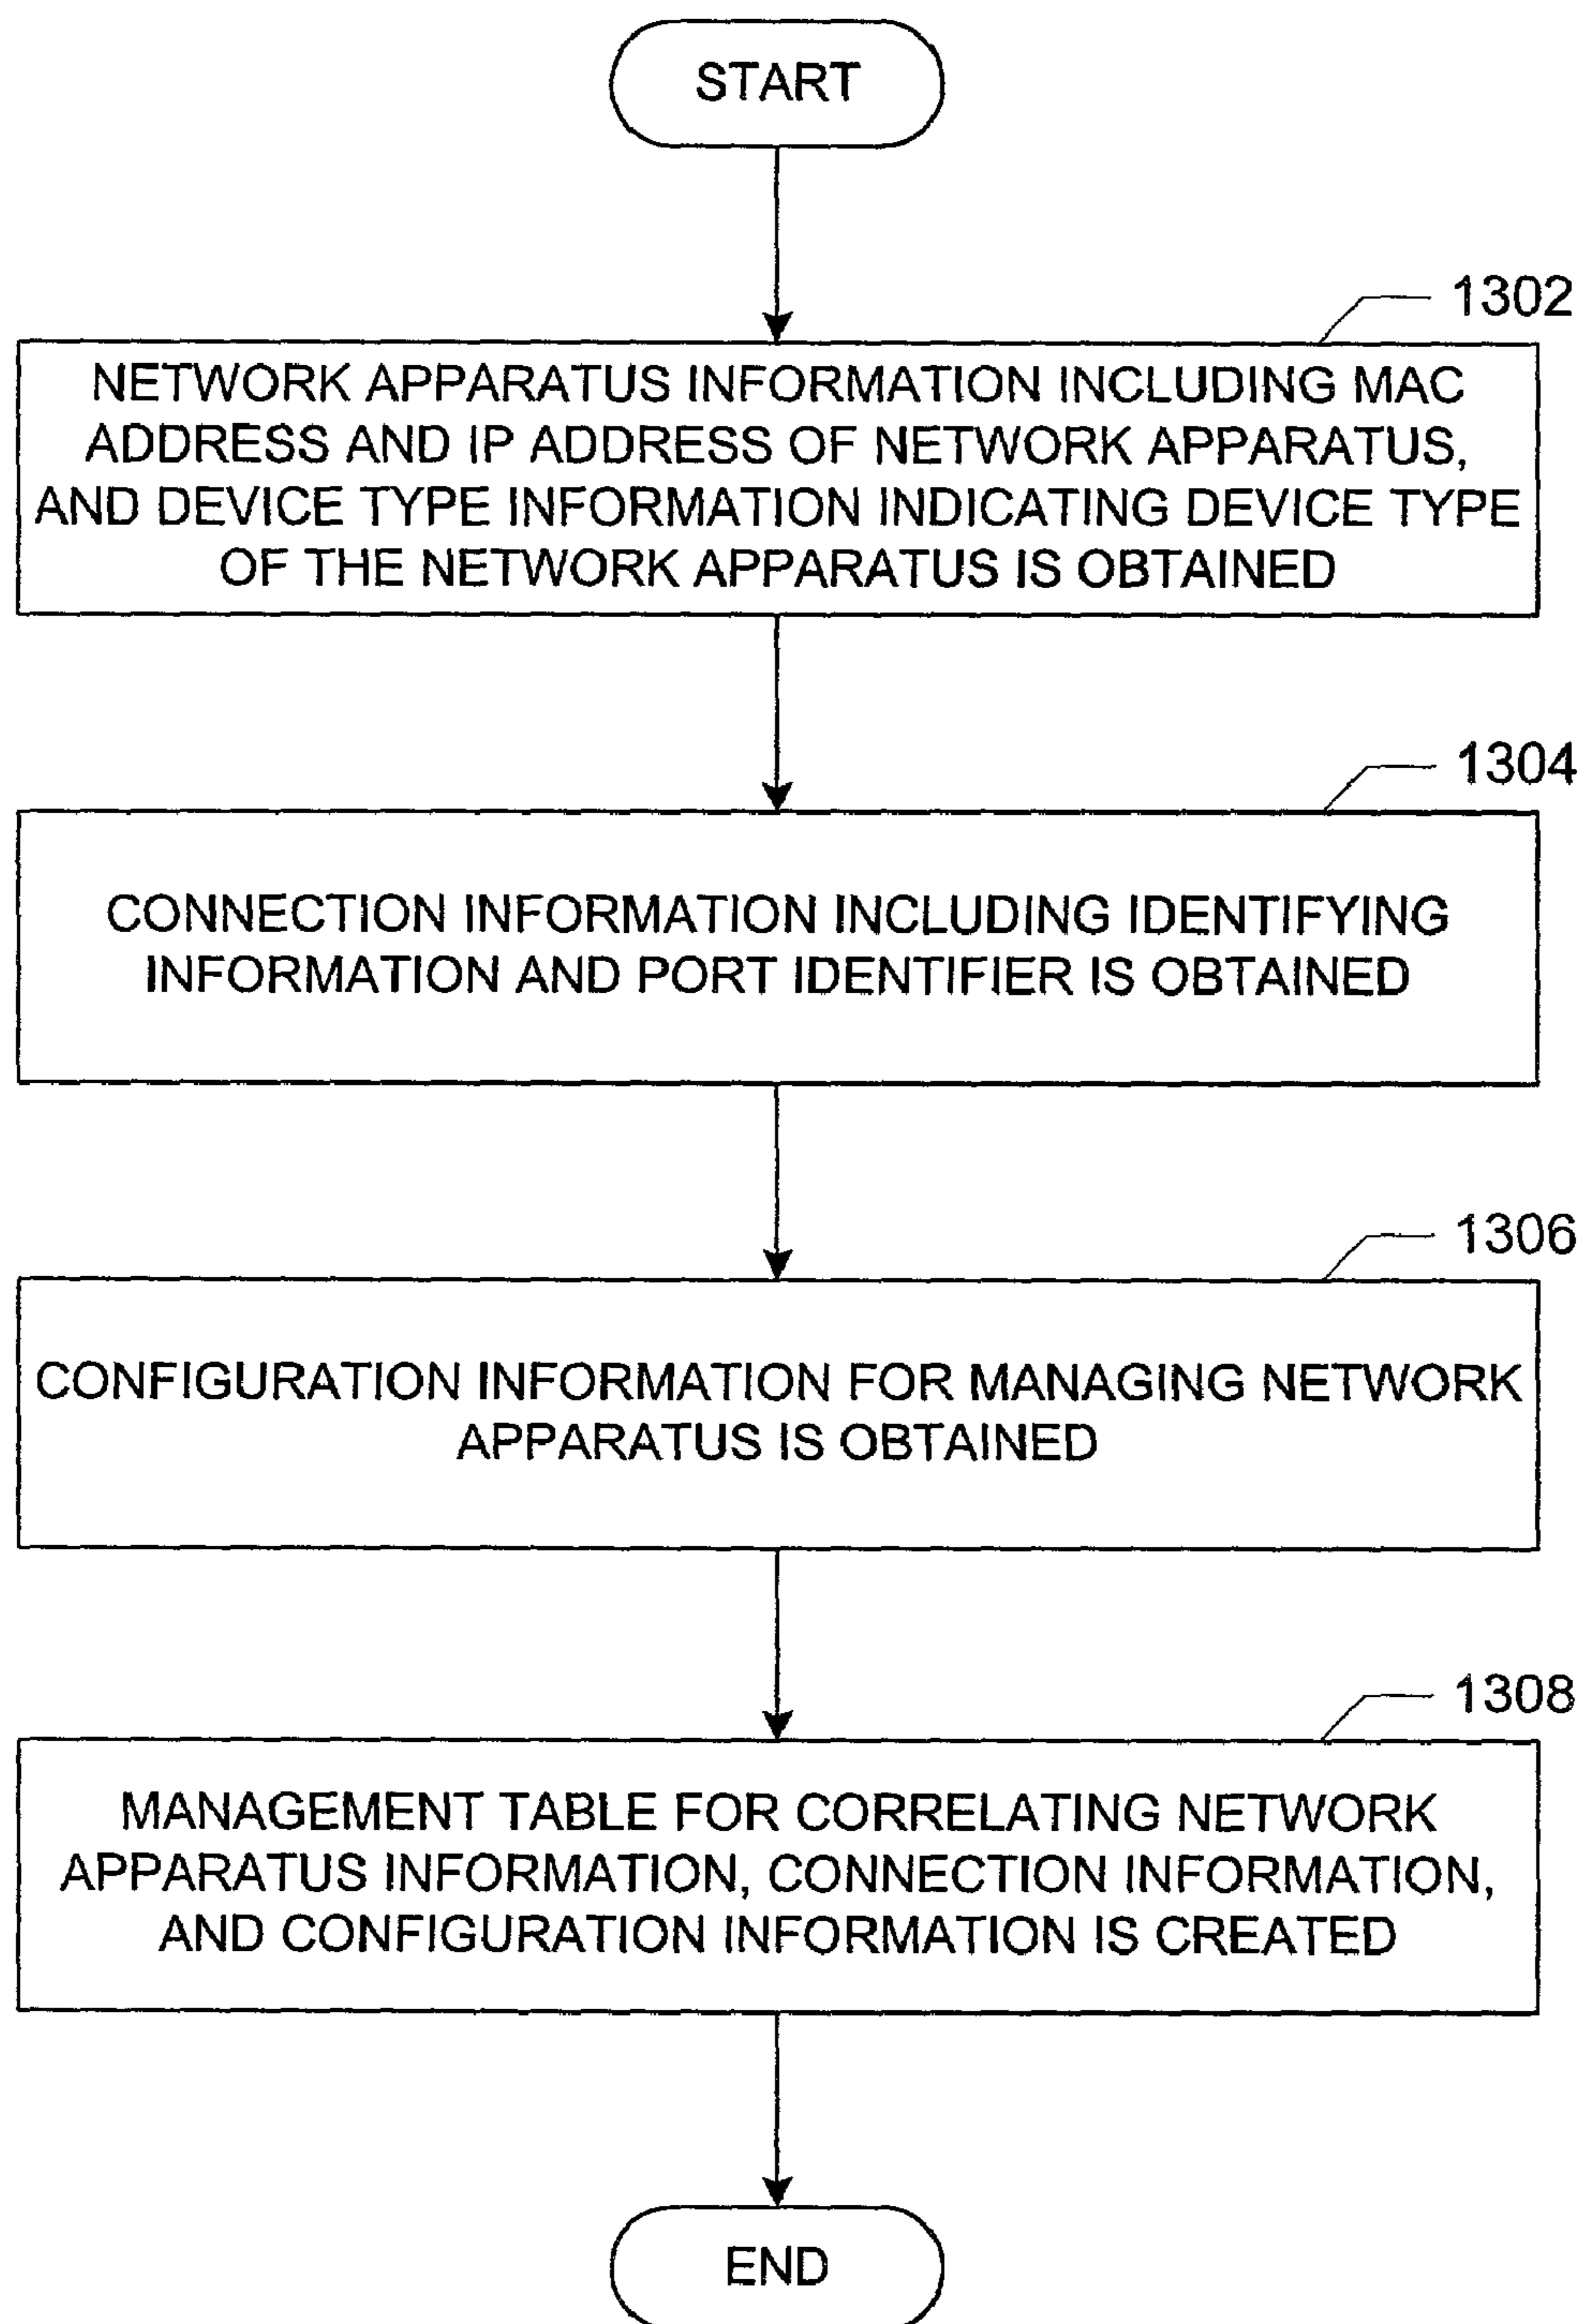 START
1302
NETWORK APPARATUS INFORMATION INCLUDING MAC
ADDRESS AND IP ADDRESS OF NETWORK APPARATUS,
AND DEVICE TYPE INFORMATION INDICATING DEVICE TYPE
OF THE NETWORK APPARATUS IS OBTAINED
1304
CONNECTION INFORMATION INCLUDING IDENTIFYING
INFORMATION AND PORT IDENTIFIER IS OBTAINED
1306
CONFIGURATION INFORMATION FOR MANAGING NETWORK
APPARATUS IS OBTAINED
1308
MANAGEMENT TABLE FOR CORRELATING NETWORK
APPARATUS INFORMATION, CONNECTION INFORMATION,
AND CONFIGURATION INFORMATION IS CREATED
END